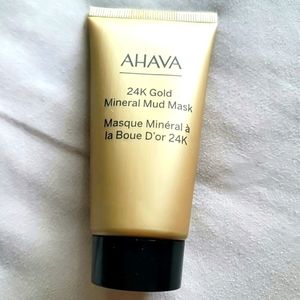 AHAVA
24K Gold
Mineral Mud Mask
Masque Minéral à
la Boue D'or 24K